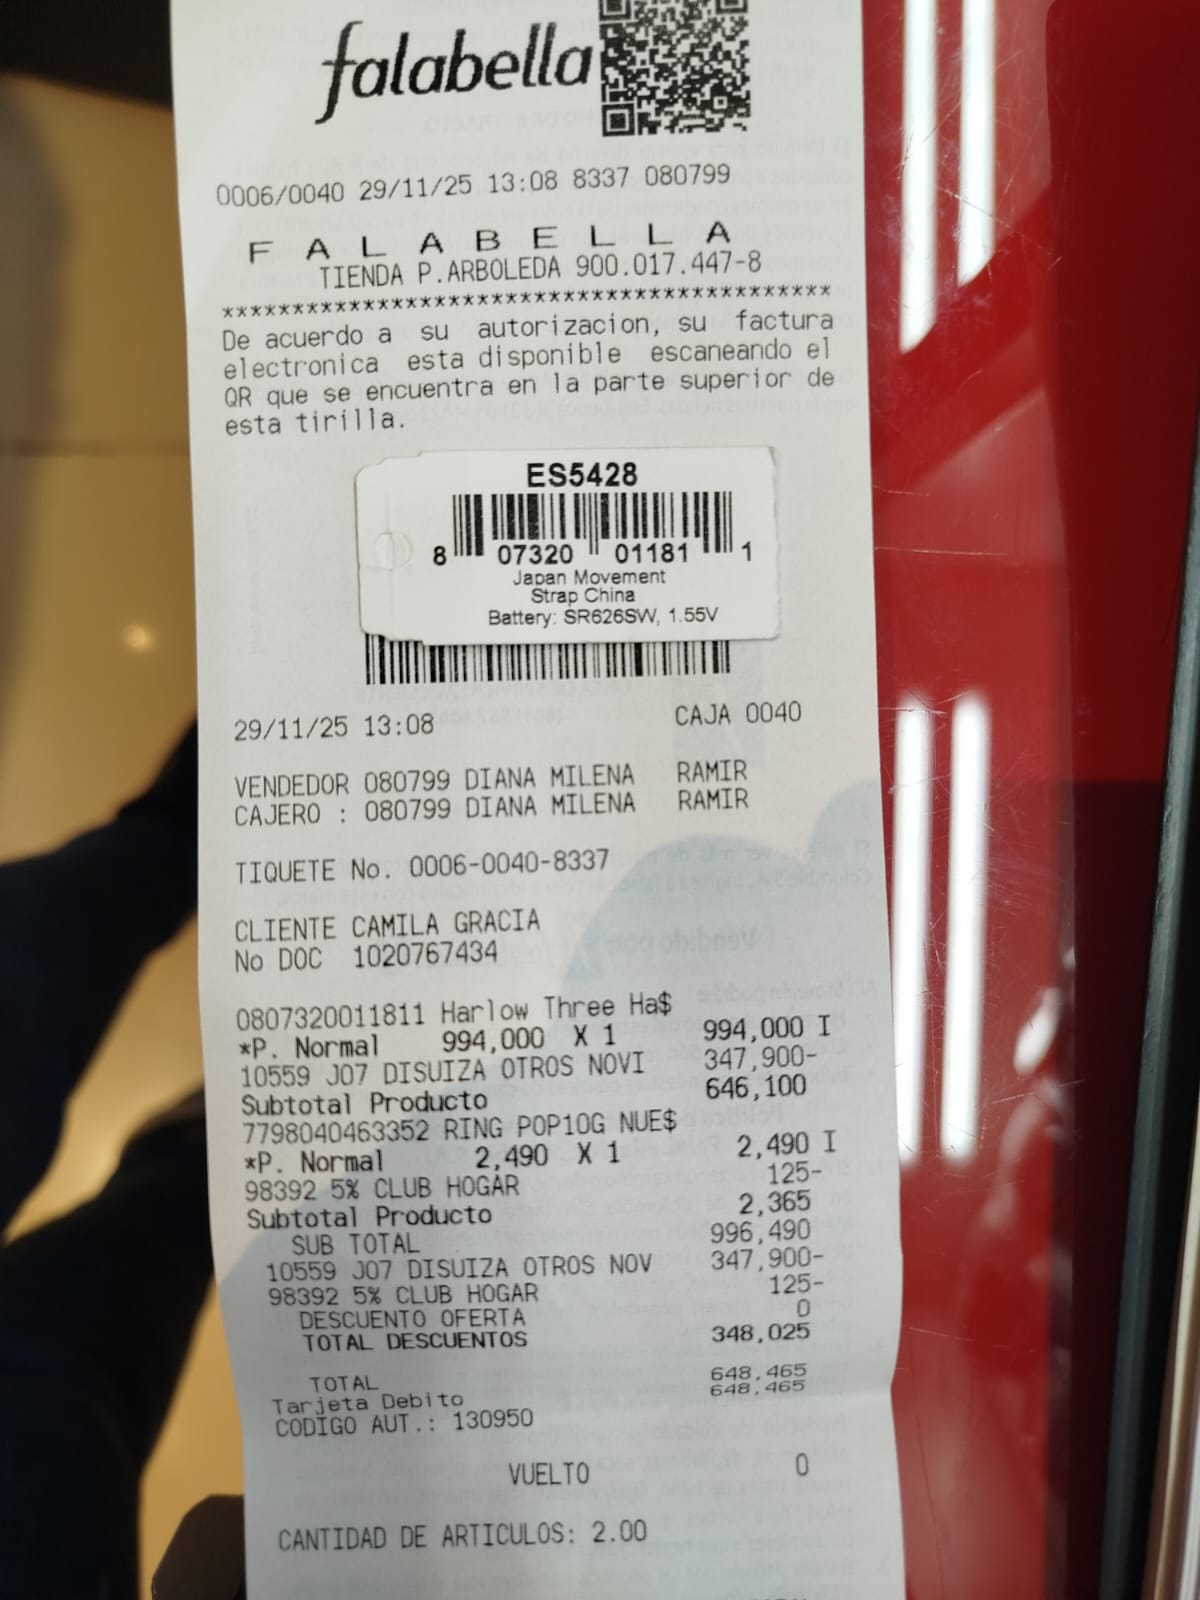 falabella
0006/0040 29/11/25 13:08 8337 080799
F A L A B E L L A
TIENDA P.ARBOLEDA 900.017.447-8
*******************************************
De acuerdo a su autorizacion, su factura
electronica esta disponible escaneando el
QR que se encuentra en la parte superior de
esta tirilla.
ES5428
8 07320 01181 1
Japan Movement
Strap China
Battery: SR626SW, 1.55V
29/11/25 13:08 CAJA 0040
VENDEDOR 080799 DIANA MILENA RAMIR
CAJERO : 080799 DIANA MILENA RAMIR
TIQUETE No. 0006-0040-8337
CLIENTE CAMILA GRACIA
No DOC 1020767434
0807320011811 Harlow Three Ha$
*P. Normal 994,000 X 1 994,000 I
10559 J07 DISUIZA OTROS NOVI 347,900-
Subtotal Producto 646,100
7798040463352 RING POP10G NUE$
*P. Normal 2,490 X 1 2,490 I
98392 5% CLUB HOGAR 125-
Subtotal Producto 2,365
SUB TOTAL 996,490
10559 J07 DISUIZA OTROS NOV 347,900-
98392 5% CLUB HOGAR 125-
DESCUENTO OFERTA 0
TOTAL DESCUENTOS 348,025
TOTAL 648,465
Tarjeta Debito 648,465
CODIGO AUT.: 130950
VUELTO 0
CANTIDAD DE ARTICULOS: 2.00